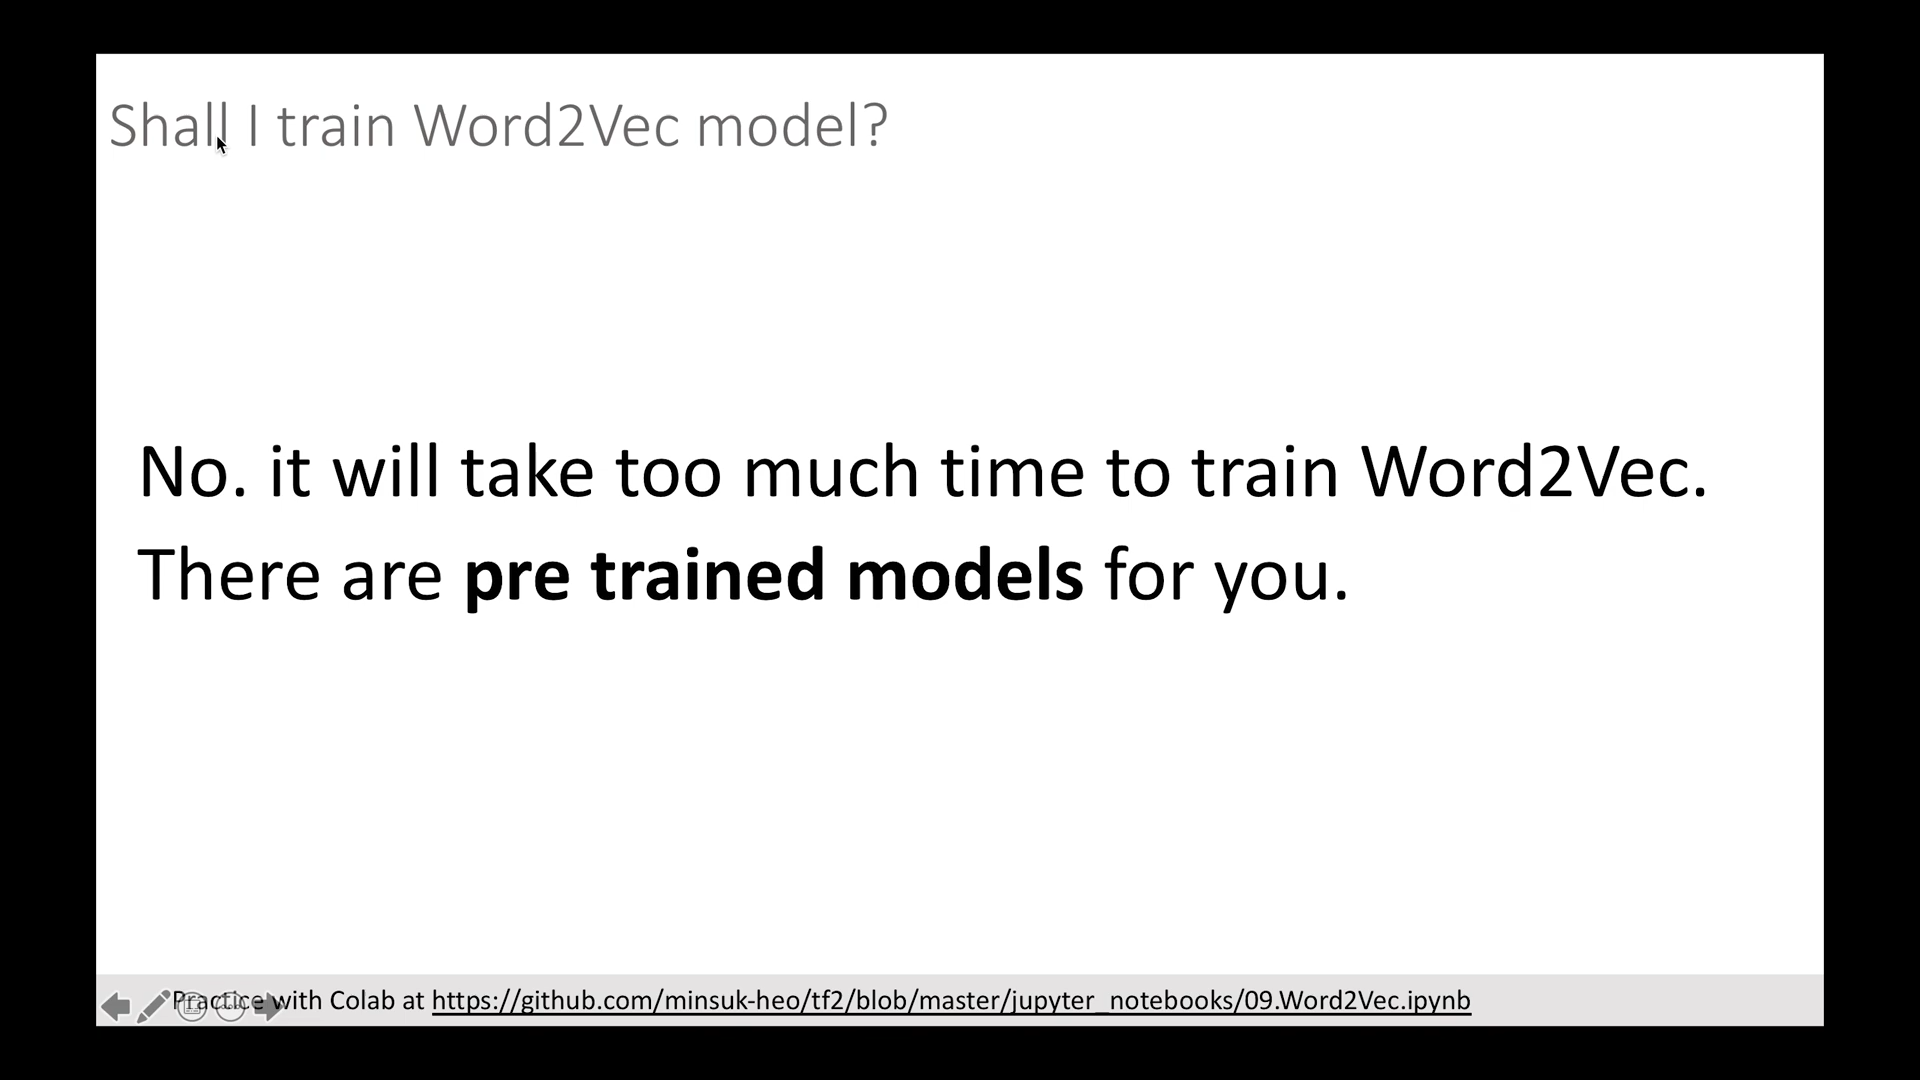 Shall I train Word2Vec model?
No. it will take too much time to train Word2Vec.
There are pre trained models for you.
Practice with Colab at https://github.com/minsuk-heo/tf2/blob/master/jupyter_notebooks/09.Word2Vec.ipynb